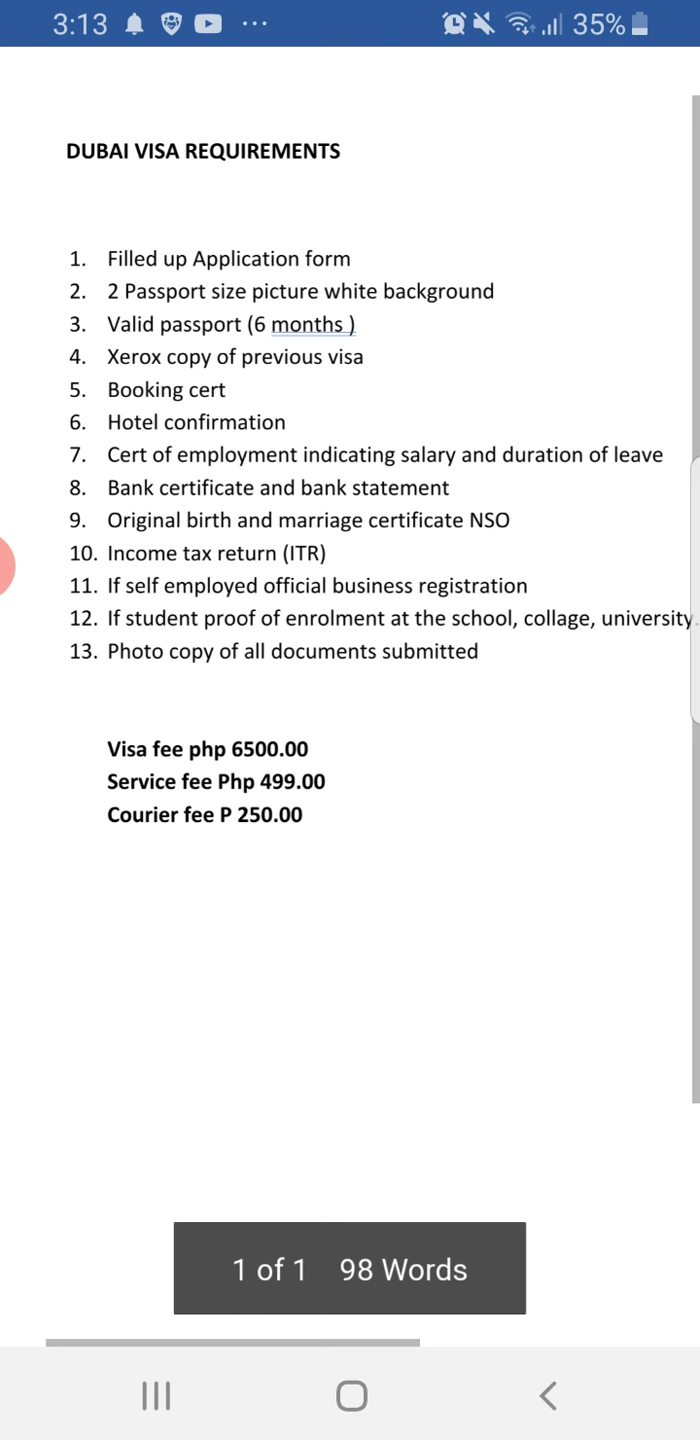 3:13 ... 35%
DUBAI VISA REQUIREMENTS
1. Filled up Application form
2. 2 Passport size picture white background
3. Valid passport (6 months )
4. Xerox copy of previous visa
5. Booking cert
6. Hotel confirmation
7. Cert of employment indicating salary and duration of leave
8. Bank certificate and bank statement
9. Original birth and marriage certificate NSO
10. Income tax return (ITR)
11. If self employed official business registration
12. If student proof of enrolment at the school, collage, university.
13. Photo copy of all documents submitted
Visa fee php 6500.00
Service fee Php 499.00
Courier fee P 250.00
1 of 1 98 Words